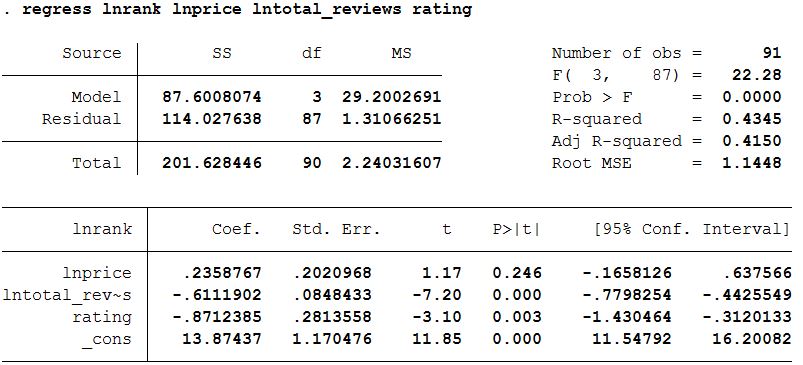 . regress lnrank lnprice lntotal_reviews rating
Source SS df MS Number of obs = 91
F( 3, 87) = 22.28
Model 87.6008074 3 29.2002691 Prob > F = 0.0000
Residual 114.027638 87 1.31066251 R-squared = 0.4345
Adj R-squared = 0.4150
Total 201.628446 90 2.24031607 Root MSE = 1.1448
lnrank Coef. Std. Err. t P>|t| [95% Conf. Interval]
lnprice .2358767 .2020968 1.17 0.246 -.1658126 .637566
lntotal_rev~s -.6111902 .0848433 -7.20 0.000 -.7798254 -.4425549
rating -.8712385 .2813558 -3.10 0.003 -1.430464 -.3120133
_cons 13.87437 1.170476 11.85 0.000 11.54792 16.20082